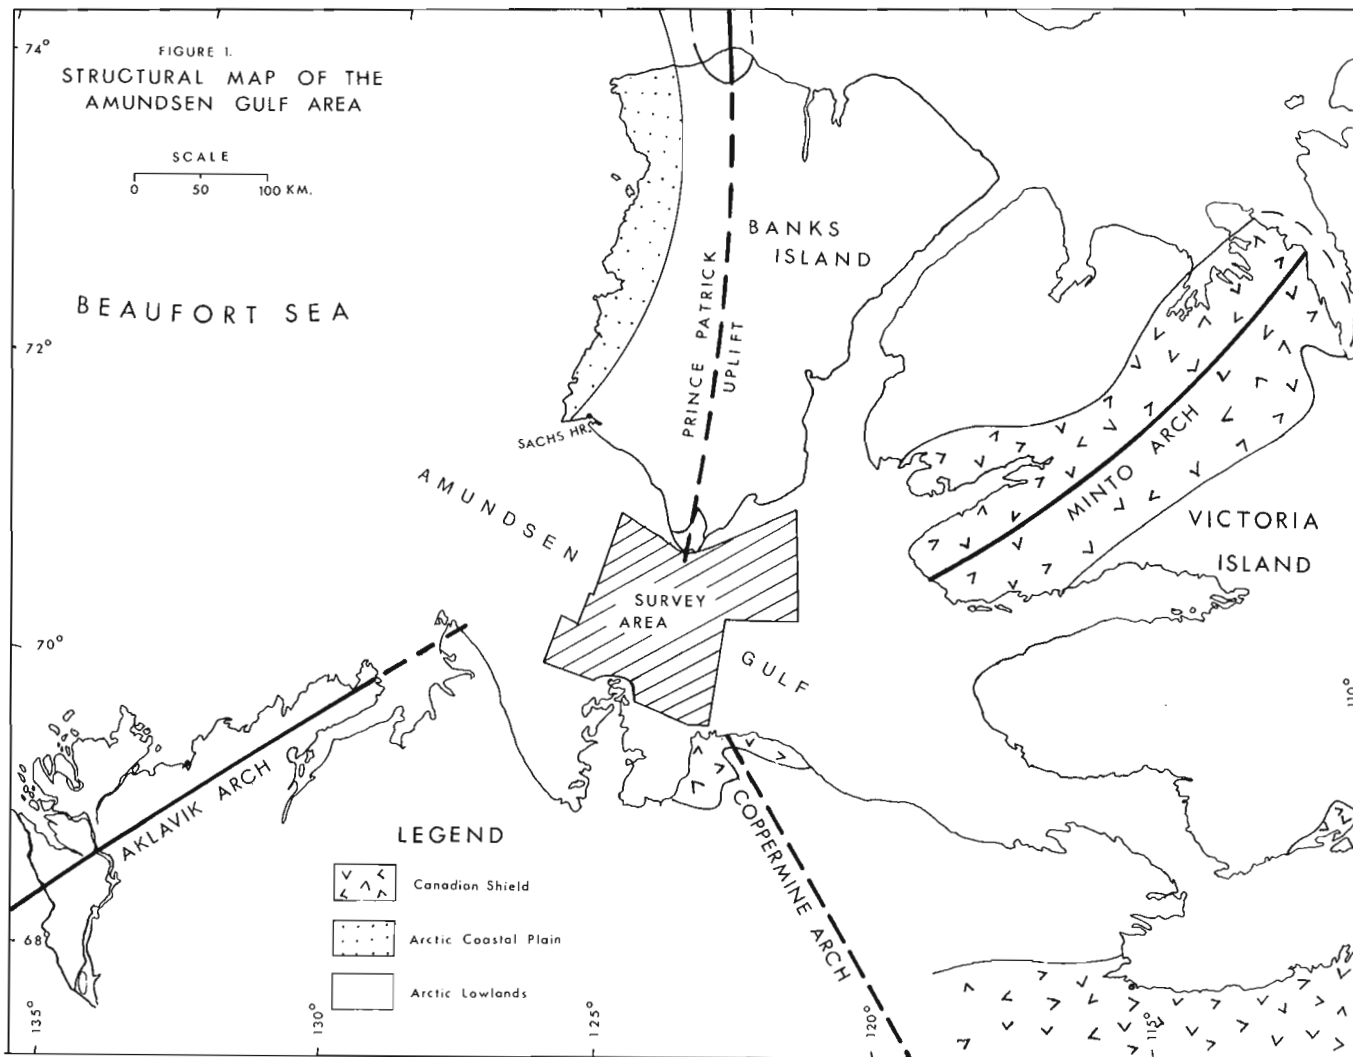 FIGURE 1.
STRUCTURAL MAP OF THE
AMUNDSEN GULF AREA
SCALE
0 50 100 KM.
74°
72°
70°
68
BEAUFORT SEA
BANKS
ISLAND
PRINCE PATRICK
UPLIFT
SACHS HR.
AMUNDSEN
GULF
SURVEY
AREA
MINTO ARCH
VICTORIA
ISLAND
AKLAVIK ARCH
COPPERMINE ARCH
LEGEND
Canadian Shield
Arctic Coastal Plain
Arctic Lowlands
135°
130°
125°
120°
115°
110°